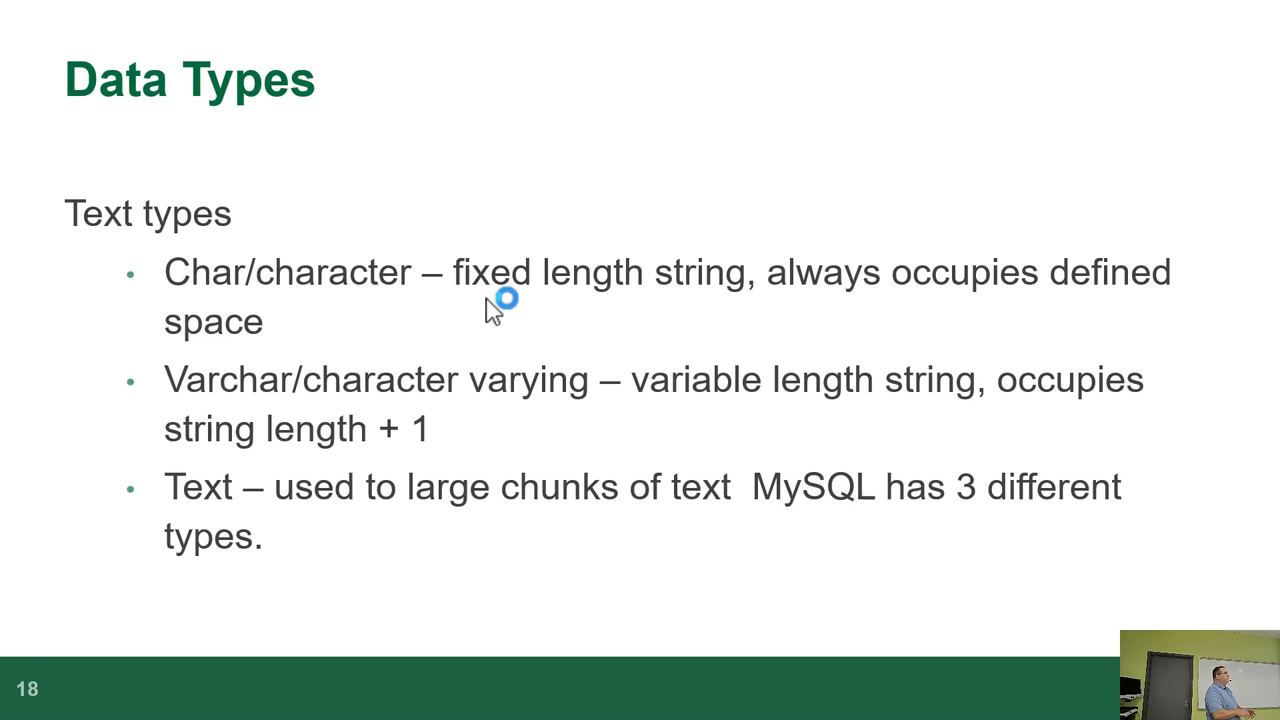 Data Types
Text types
• Char/character – fixed length string, always occupies defined
space
• Varchar/character varying – variable length string, occupies
string length + 1
• Text – used to large chunks of text  MySQL has 3 different
types.
18